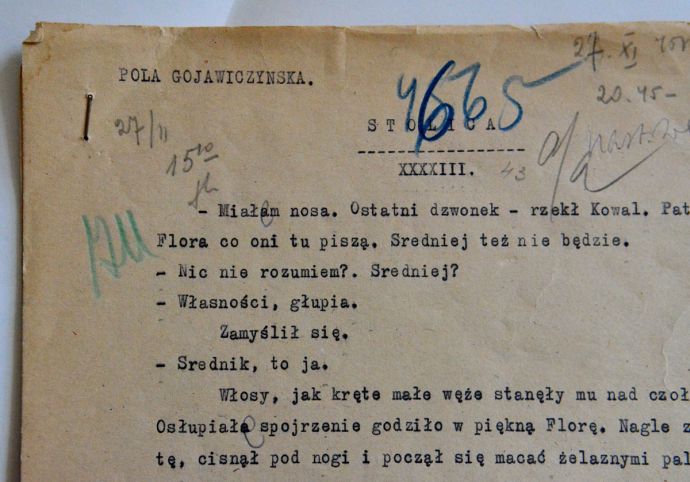 27. XI
POLA GOJAWICZYNSKA.
4665
20.45-
27/11
STOLICA
15¹⁰
XXXXIII. 43
- Miałem nosa. Ostatni dzwonek - rzekł Kowal. Pat
Flora co oni tu piszą. Sredniej też nie będzie.
- Nic nie rozumiem?. Sredniej?
- Własności, głupia.
Zamyślił się.
- Srednik, to ja.
Włosy, jak kręte małe węże stanęły mu nad czoł
Osłupiałe spojrzenie godziło w piękną Florę. Nagle z
tę, cisnął pod nogi i począł się macać żelaznymi pal